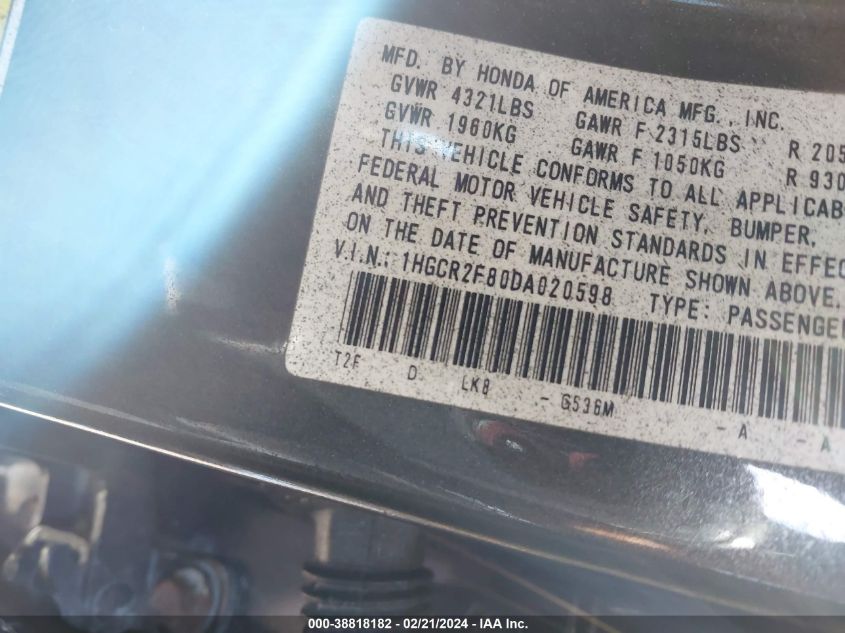 MFD. BY HONDA OF AMERICA MFG., INC.
GVWR 4321LBS GAWR F 2315LBS R 205
GVWR 1960KG GAWR F 1050KG R 930
THIS VEHICLE CONFORMS TO ALL APPLICAB
FEDERAL MOTOR VEHICLE SAFETY, BUMPER,
AND THEFT PREVENTION STANDARDS IN EFFEC
ON THE DATE OF MANUFACTURE SHOWN ABOVE.
V.I.N.: 1HGCR2F80DA020598 TYPE: PASSENGER
T2F D LK8 - G536M - A - A
000-38818182 - 02/21/2024 - IAA Inc.